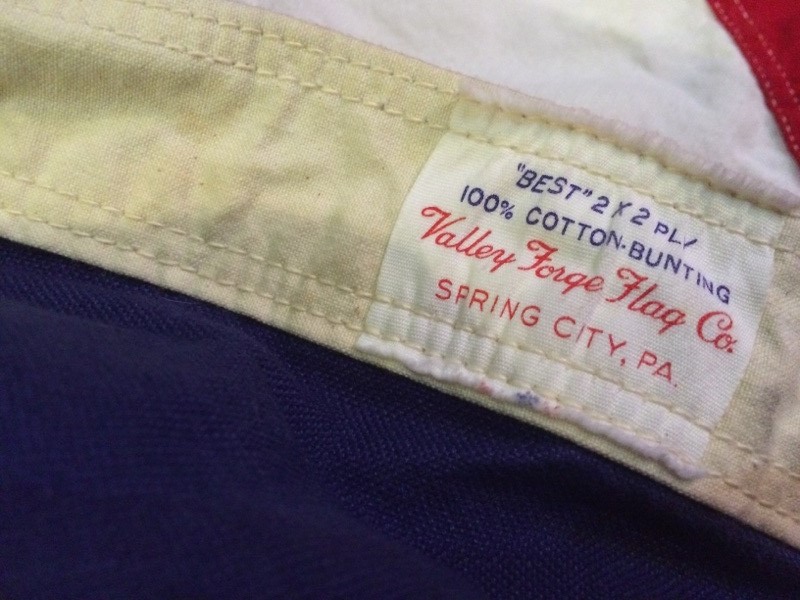 "BEST" 2 X 2 PLY
100% COTTON-BUNTING
Valley Forge Flag Co.
SPRING CITY, PA.